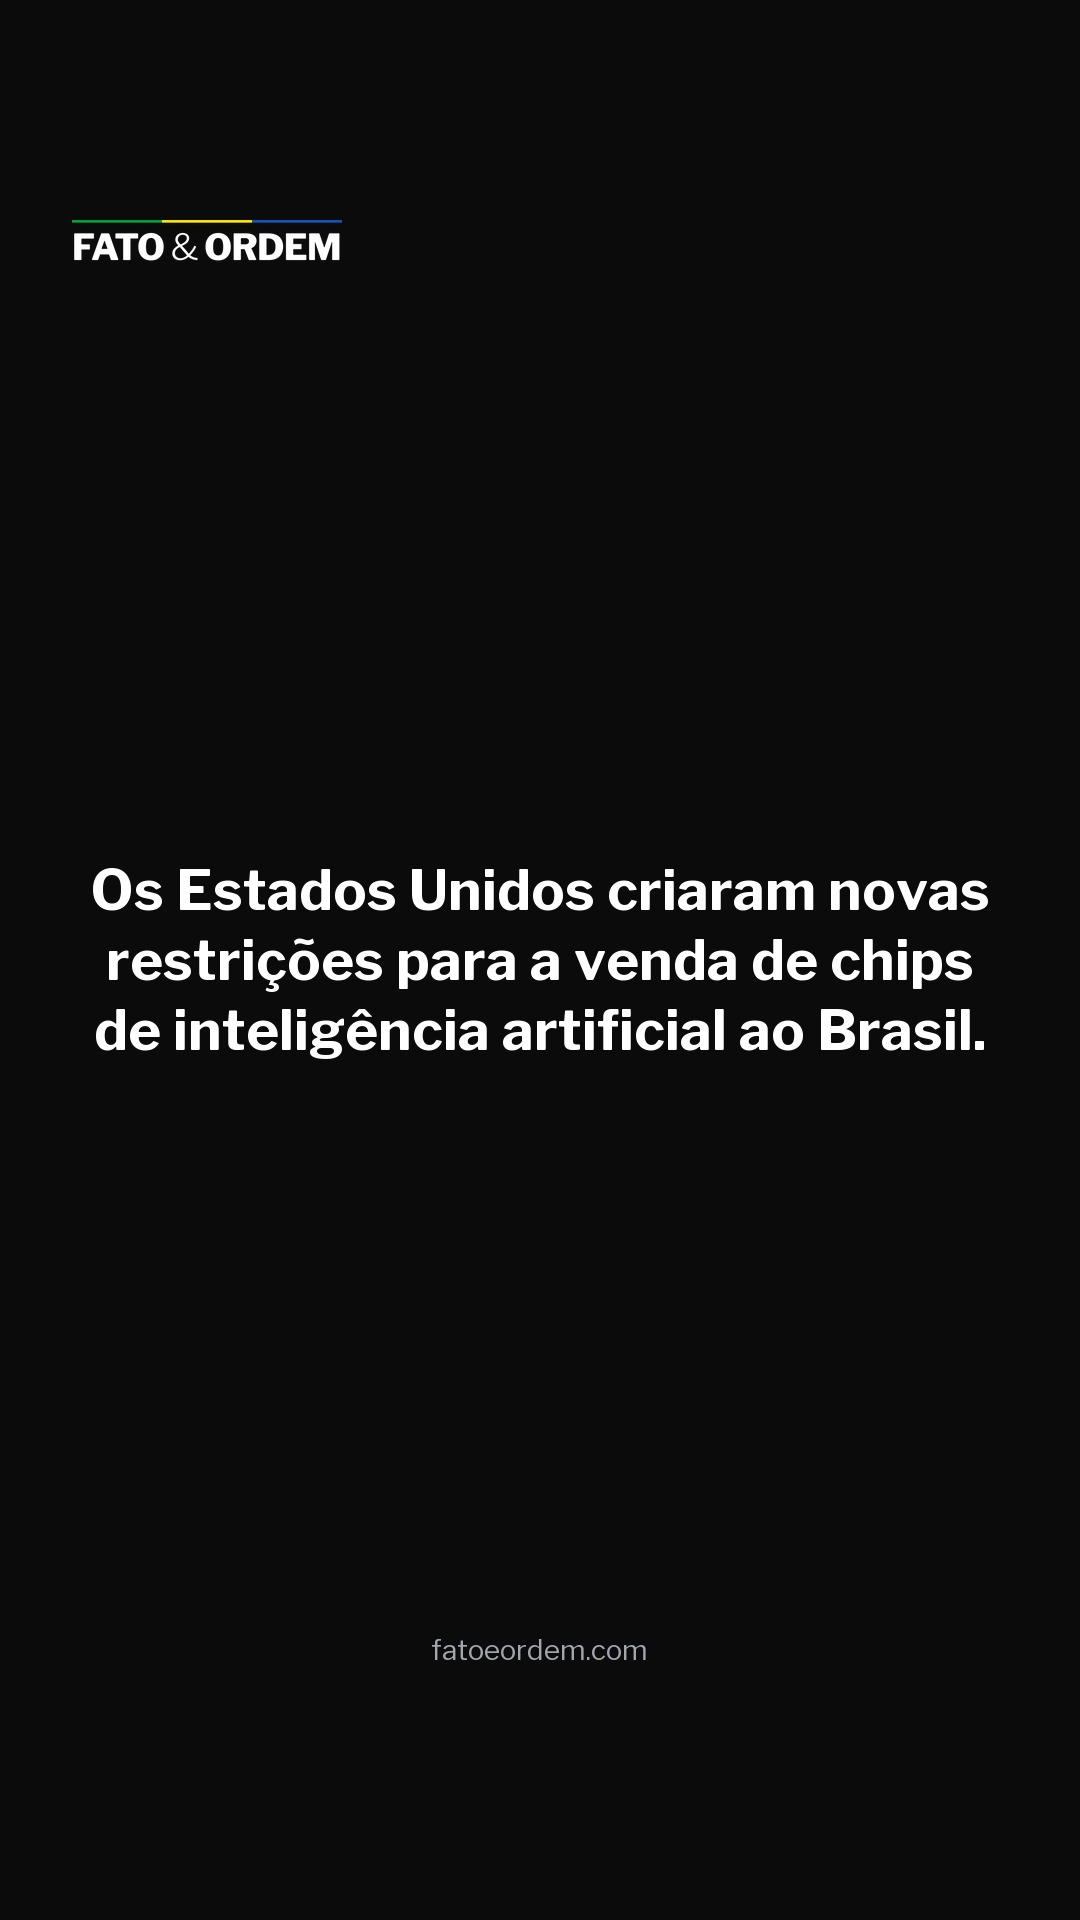 FATO & ORDEM
Os Estados Unidos criaram novas
restrições para a venda de chips
de inteligência artificial ao Brasil.
fatoeordem.com